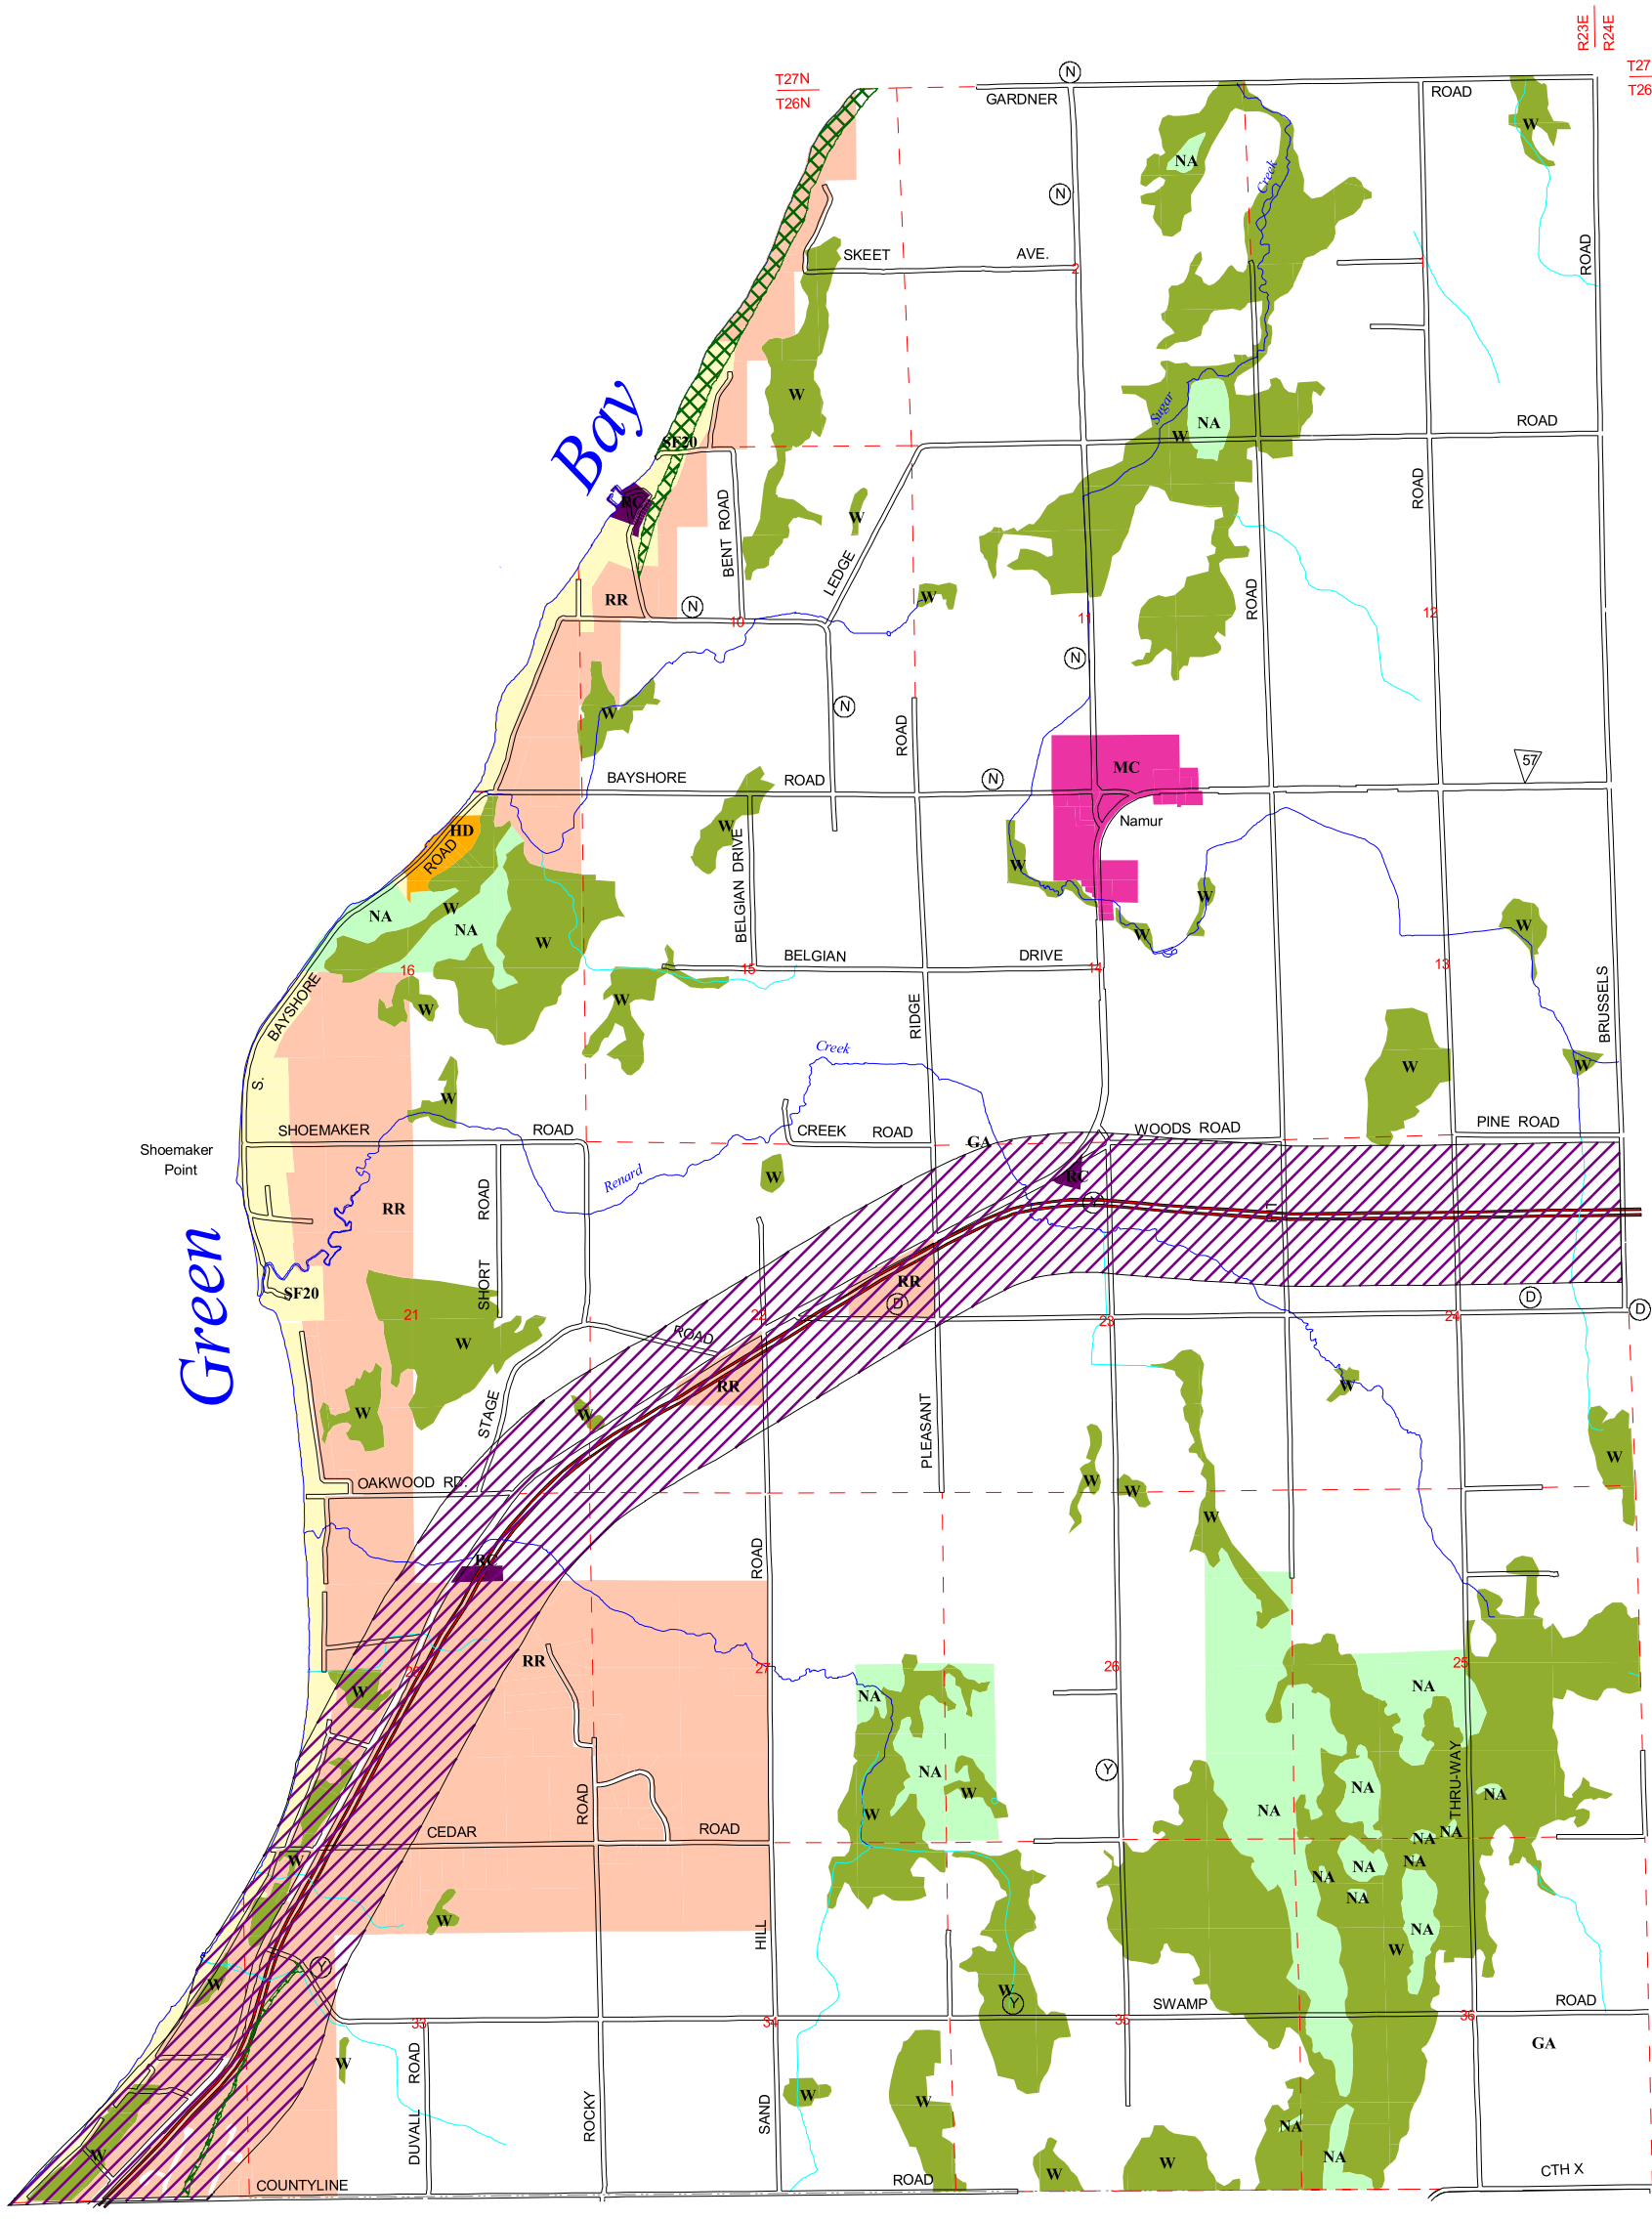 R23E
R24E
T27N
T26N
T27
T26
N
GARDNER
ROAD
W
NA
Creek
N
SKEET
AVE.
2
1
ROAD
W
Bay
Sugar
NA
W
SF20
ROAD
RC
BENT ROAD
W
LEDGE
ROAD
W
RR
N
10
11
ROAD
12
N
W
N
ROAD
BAYSHORE
ROAD
N
MC
57
Namur
HD
ROAD
W
BELGIAN DRIVE
W
W
NA
W
NA
W
W
W
16
15
BELGIAN
DRIVE
14
13
BAYSHORE
W
W
RIDGE
BRUSSELS
S.
W
Creek
W
W
SHOEMAKER
ROAD
CREEK ROAD
GA
WOODS ROAD
PINE ROAD
Shoemaker
Point
Renard
W
RC
RR
ROAD
Y
Green
SF20
SHORT
RR
D
D
D
21
22
23
24
W
ROAD
RR
W
W
STAGE
W
PLEASANT
W
OAKWOOD RD.
W
W
W
RC
ROAD
RR
27
26
25
W
NA
NA
NA
W
W
Y
NA
NA
THRU-WAY
NA
ROAD
CEDAR
ROAD
NA
NA
W
NA
NA
NA
NA
W
HILL
NA
W
Y
W
W
Y
SWAMP
ROAD
33
34
35
36
W
ROAD
GA
W
W
DUVALL
ROCKY
SAND
NA
W
W
W
NA
COUNTYLINE
ROAD
CTH X